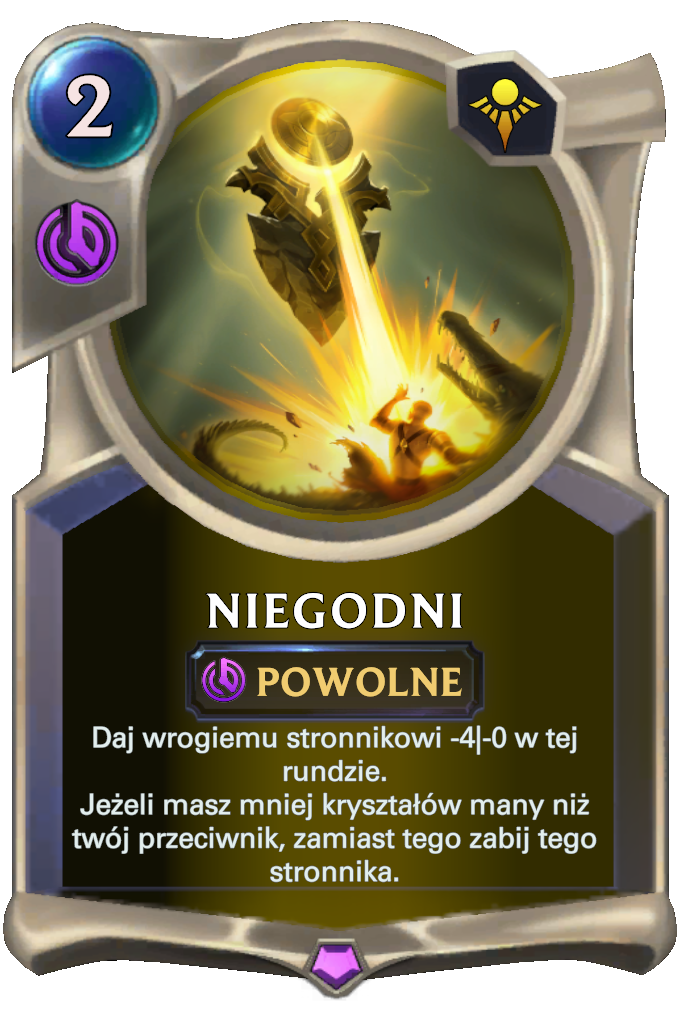 2
NIEGODNI
POWOLNE
Daj wrogiemu stronnikowi -4|-0 w tej
rundzie.
Jeżeli masz mniej kryształów many niż
twój przeciwnik, zamiast tego zabij tego
stronnika.